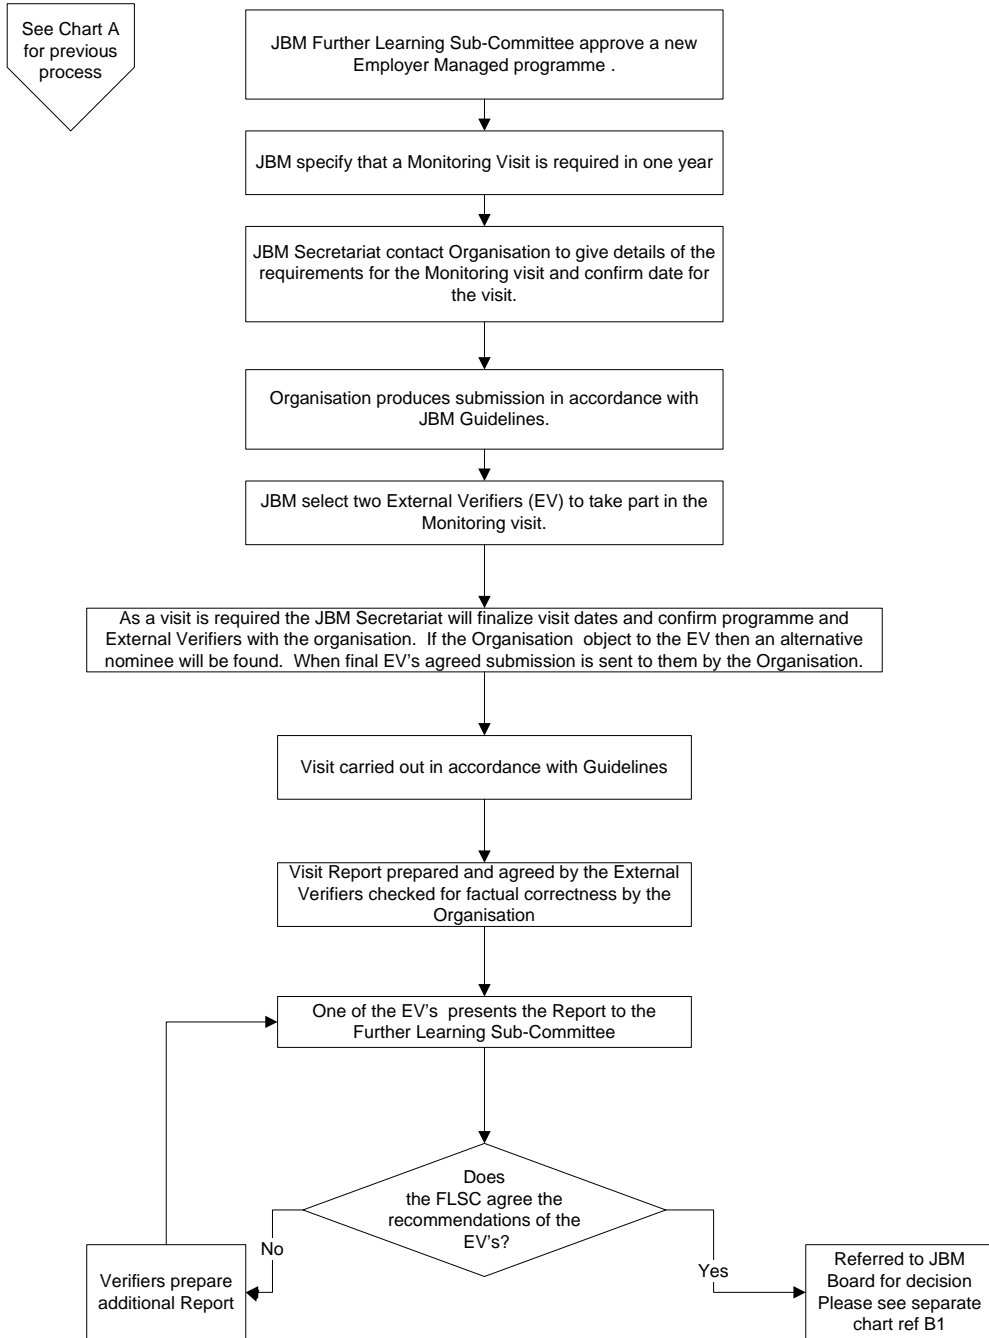 See Chart A
for previous
process
JBM Further Learning Sub-Committee approve a new
Employer Managed programme .
JBM specify that a Monitoring Visit is required in one year
JBM Secretariat contact Organisation to give details of the
requirements for the Monitoring visit and confirm date for
the visit.
Organisation produces submission in accordance with
JBM Guidelines.
JBM select two External Verifiers (EV) to take part in the
Monitoring visit.
As a visit is required the JBM Secretariat will finalize visit dates and confirm programme and
External Verifiers with the organisation.  If the Organisation  object to the EV then an alternative
nominee will be found.  When final EV's agreed submission is sent to them by the Organisation.
Visit carried out in accordance with Guidelines
Visit Report prepared and agreed by the External
Verifiers checked for factual correctness by the
Organisation
One of the EV's  presents the Report to the
Further Learning Sub-Committee
Does
the FLSC agree the
recommendations of the
EV's?
No
Yes
Verifiers prepare
additional Report
Referred to JBM
Board for decision
Please see separate
chart ref B1